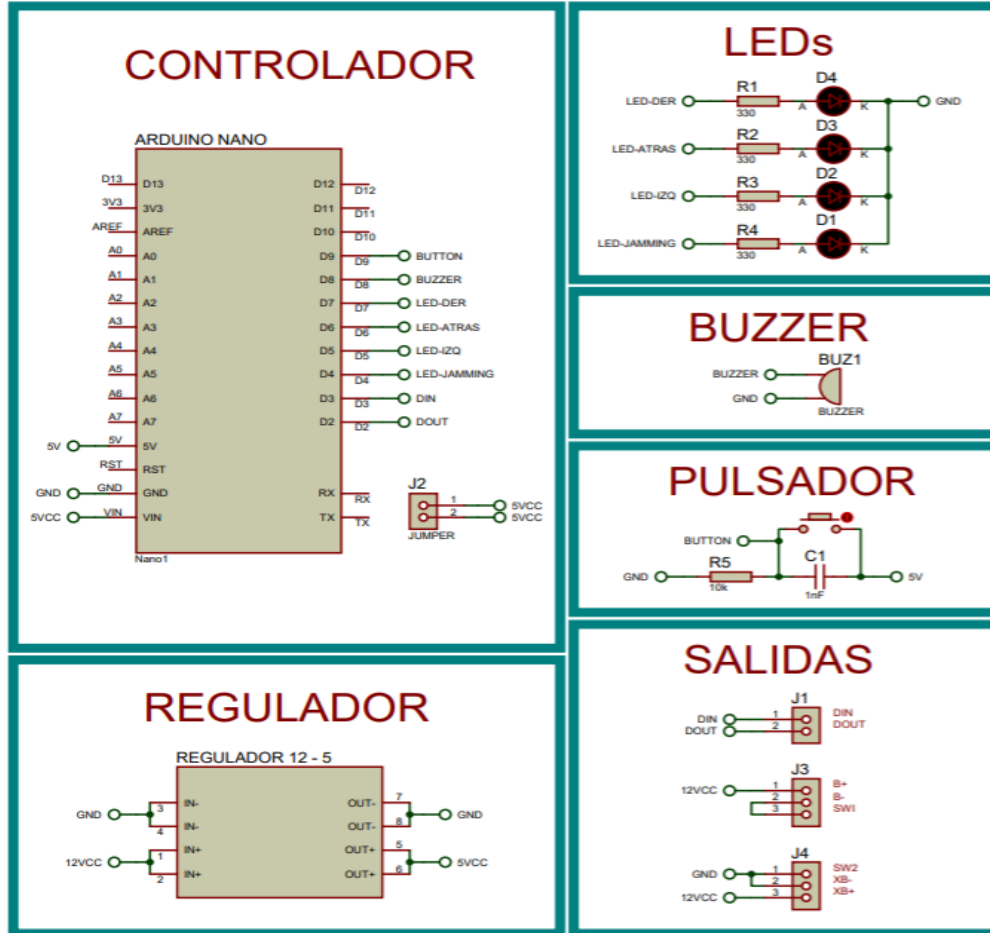 CONTROLADOR
ARDUINO NANO
D13 D13 D12 D12
3V3 3V3 D11 D11
AREF AREF D10 D10
A0 A0 D9 D9 BUTTON
A1 A1 D8 D8 BUZZER
A2 A2 D7 D7 LED-DER
A3 A3 D6 D6 LED-ATRAS
A4 A4 D5 D5 LED-IZQ
A5 A5 D4 D4 LED-JAMMING
A6 A6 D3 D3 DIN
A7 A7 D2 D2 DOUT
5V 5V 5V
RST RST
GND GND GND RX RX
5VCC VIN VIN TX TX
Nano1
J2
1 5VCC
2 5VCC
JUMPER
REGULADOR
REGULADOR 12 - 5
GND 3 IN- OUT- 7 GND
4 IN- OUT- 8
12VCC 1 IN+ OUT+ 5 5VCC
2 IN+ OUT+ 6
LEDs
R1 D4
LED-DER 330 A K GND
R2 D3
LED-ATRAS 330 A K
R3 D2
LED-IZQ 330 A K
R4 D1
LED-JAMMING 330 A K
BUZZER
BUZ1
BUZZER
GND
BUZZER
PULSADOR
BUTTON
R5 C1
GND 10k 1nF 5V
SALIDAS
J1
DIN 1 DIN
DOUT 2 DOUT
J3
12VCC 1 B+
2 B-
3 SW1
J4
GND 1 SW2
2 XB-
12VCC 3 XB+